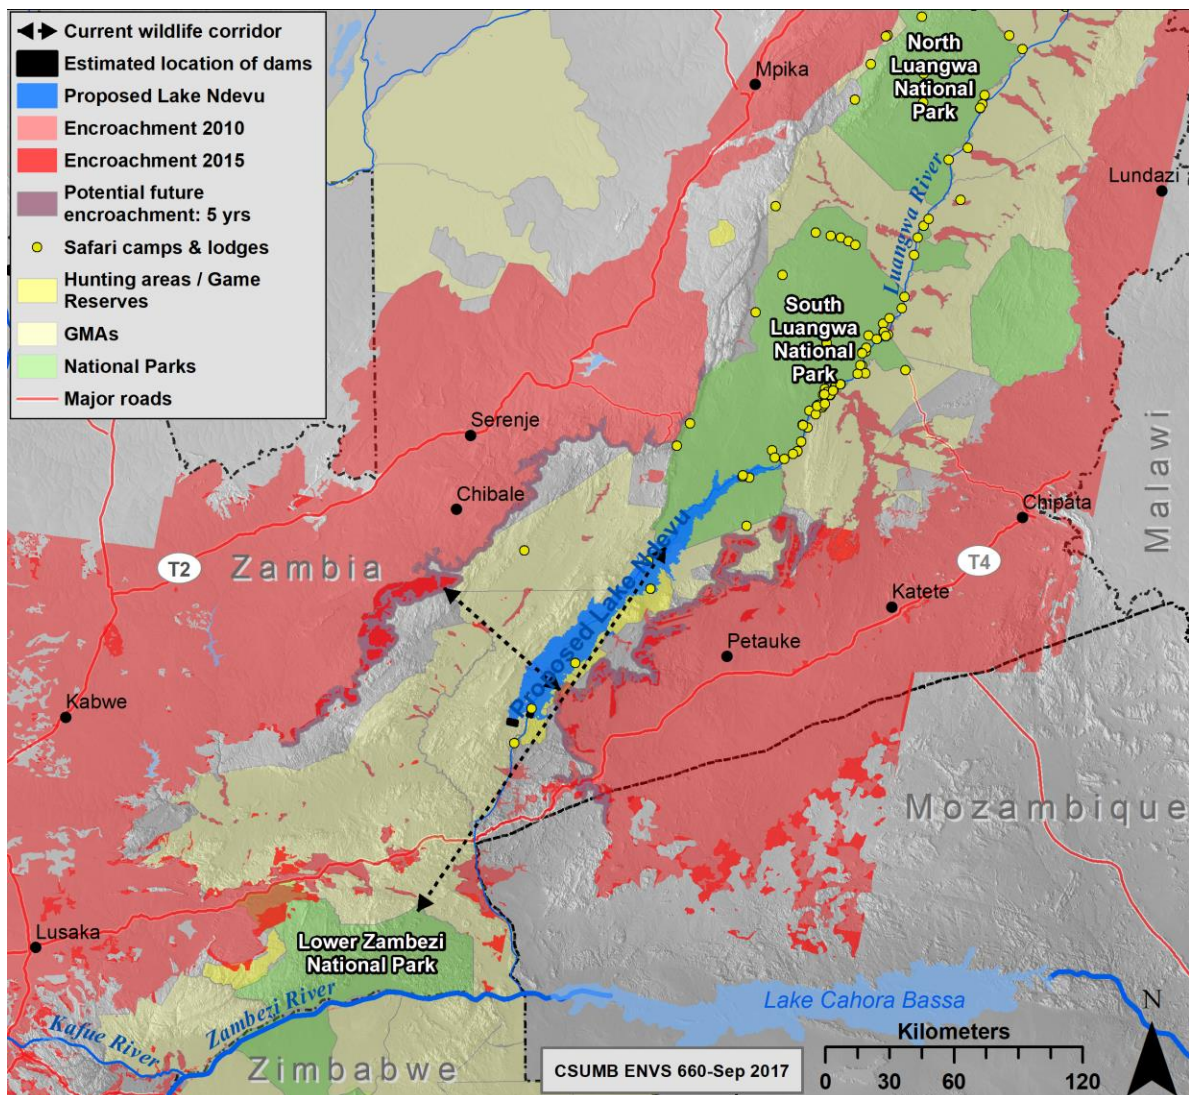 Current wildlife corridor
Estimated location of dams
Proposed Lake Ndevu
Encroachment 2010
Encroachment 2015
Potential future
encroachment: 5 yrs
Safari camps & lodges
Hunting areas / Game
Reserves
GMAs
National Parks
Major roads
North
Luangwa
National
Park
Mpika
Lundazi
Luangwa River
South
Luangwa
National
Park
Malawi
Serenje
Chibale
Chipata
T2
Zambia
T4
Katete
Proposed Lake Ndevu
Petauke
Kabwe
Mozambique
Lusaka
Lower Zambezi
National Park
Zambezi River
Kafue River
Lake Cahora Bassa
N
Kilometers
Zimbabwe
CSUMB ENVS 660-Sep 2017
0 30 60 120